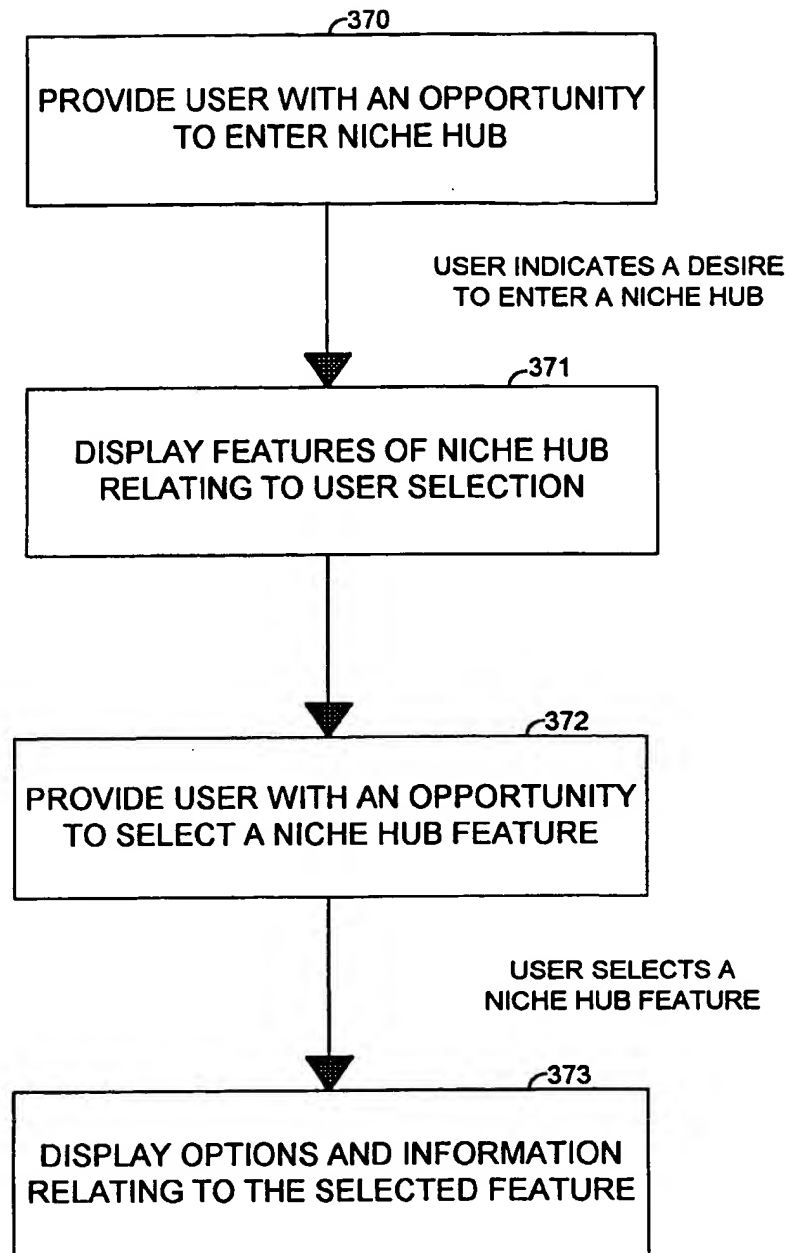 370
PROVIDE USER WITH AN OPPORTUNITY
TO ENTER NICHE HUB
USER INDICATES A DESIRE
TO ENTER A NICHE HUB
371
DISPLAY FEATURES OF NICHE HUB
RELATING TO USER SELECTION
372
PROVIDE USER WITH AN OPPORTUNITY
TO SELECT A NICHE HUB FEATURE
USER SELECTS A
NICHE HUB FEATURE
373
DISPLAY OPTIONS AND INFORMATION
RELATING TO THE SELECTED FEATURE